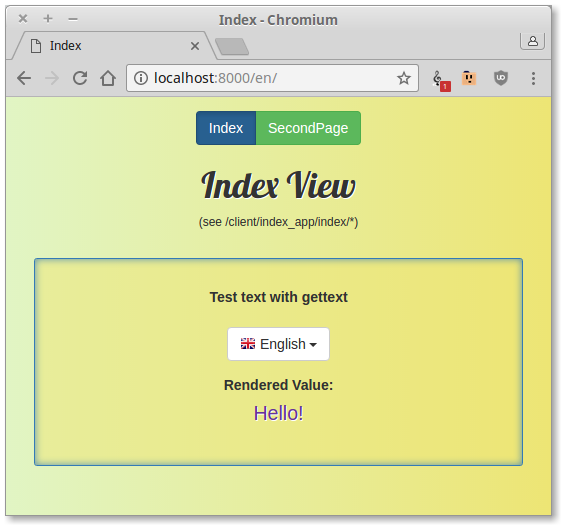 Index - Chromium
Index
localhost:8000/en/
1
UD
Index SecondPage
Index View
(see /client/index_app/index/*)
Test text with gettext
English
Rendered Value:
Hello!